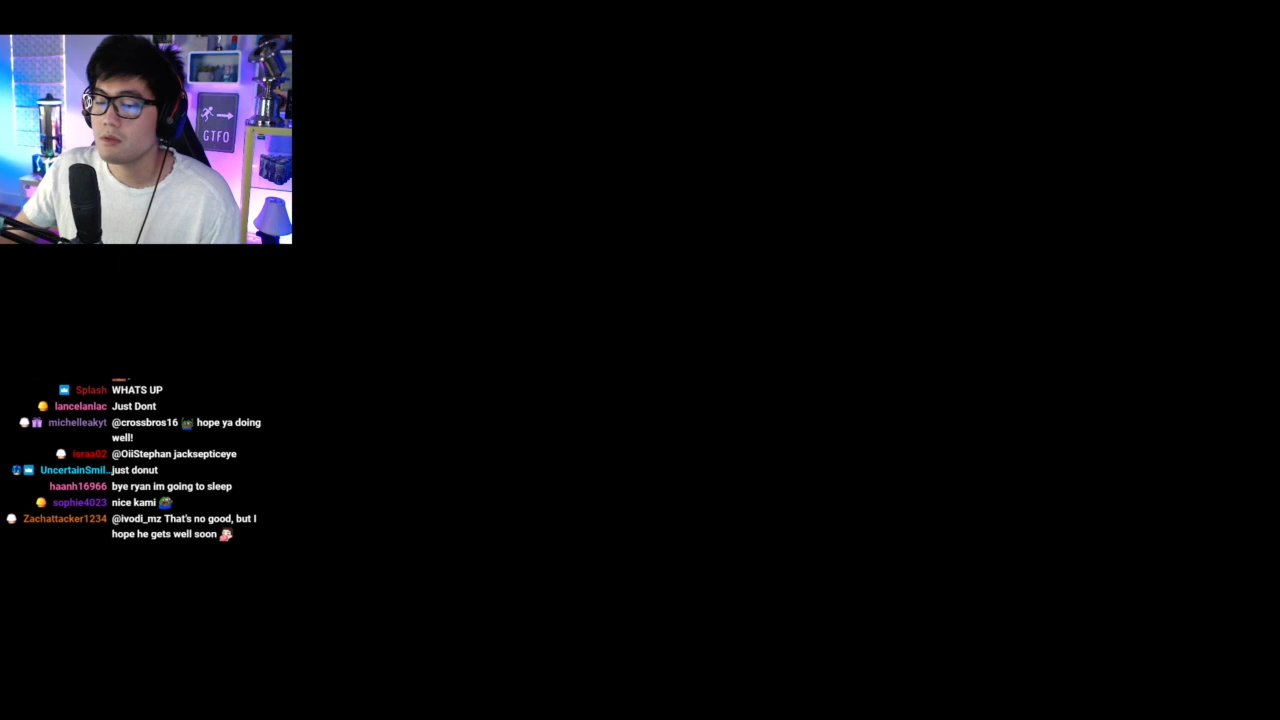 GTFO
Splash WHATS UP
lancelanlac Just Dont
michelleakyt @crossbros16 hope ya doing
well!
israa02 @OiiStephan jacksepticeye
UncertainSmil.. just donut
haanh16966 bye ryan im going to sleep
sophie4023 nice kami
Zachattacker1234 @ivodi_mz That's no good, but I
hope he gets well soon